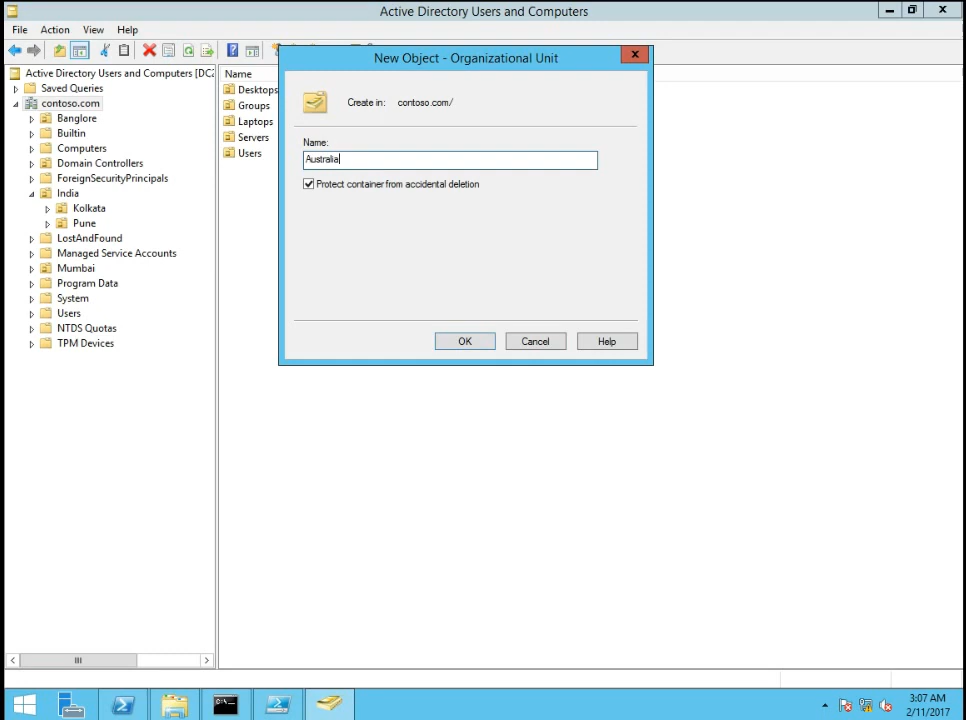 Active Directory Users and Computers
File Action View Help
Active Directory Users and Computers [DC2
Saved Queries
contoso.com
Banglore
Builtin
Computers
Domain Controllers
ForeignSecurityPrincipals
India
Kolkata
Pune
LostAndFound
Managed Service Accounts
Mumbai
Program Data
System
Users
NTDS Quotas
TPM Devices
Name
Desktops
Groups
Laptops
Servers
Users
New Object - Organizational Unit
Create in: contoso.com/
Name:
Australia
Protect container from accidental deletion
OK Cancel Help
3:07 AM
2/11/2017